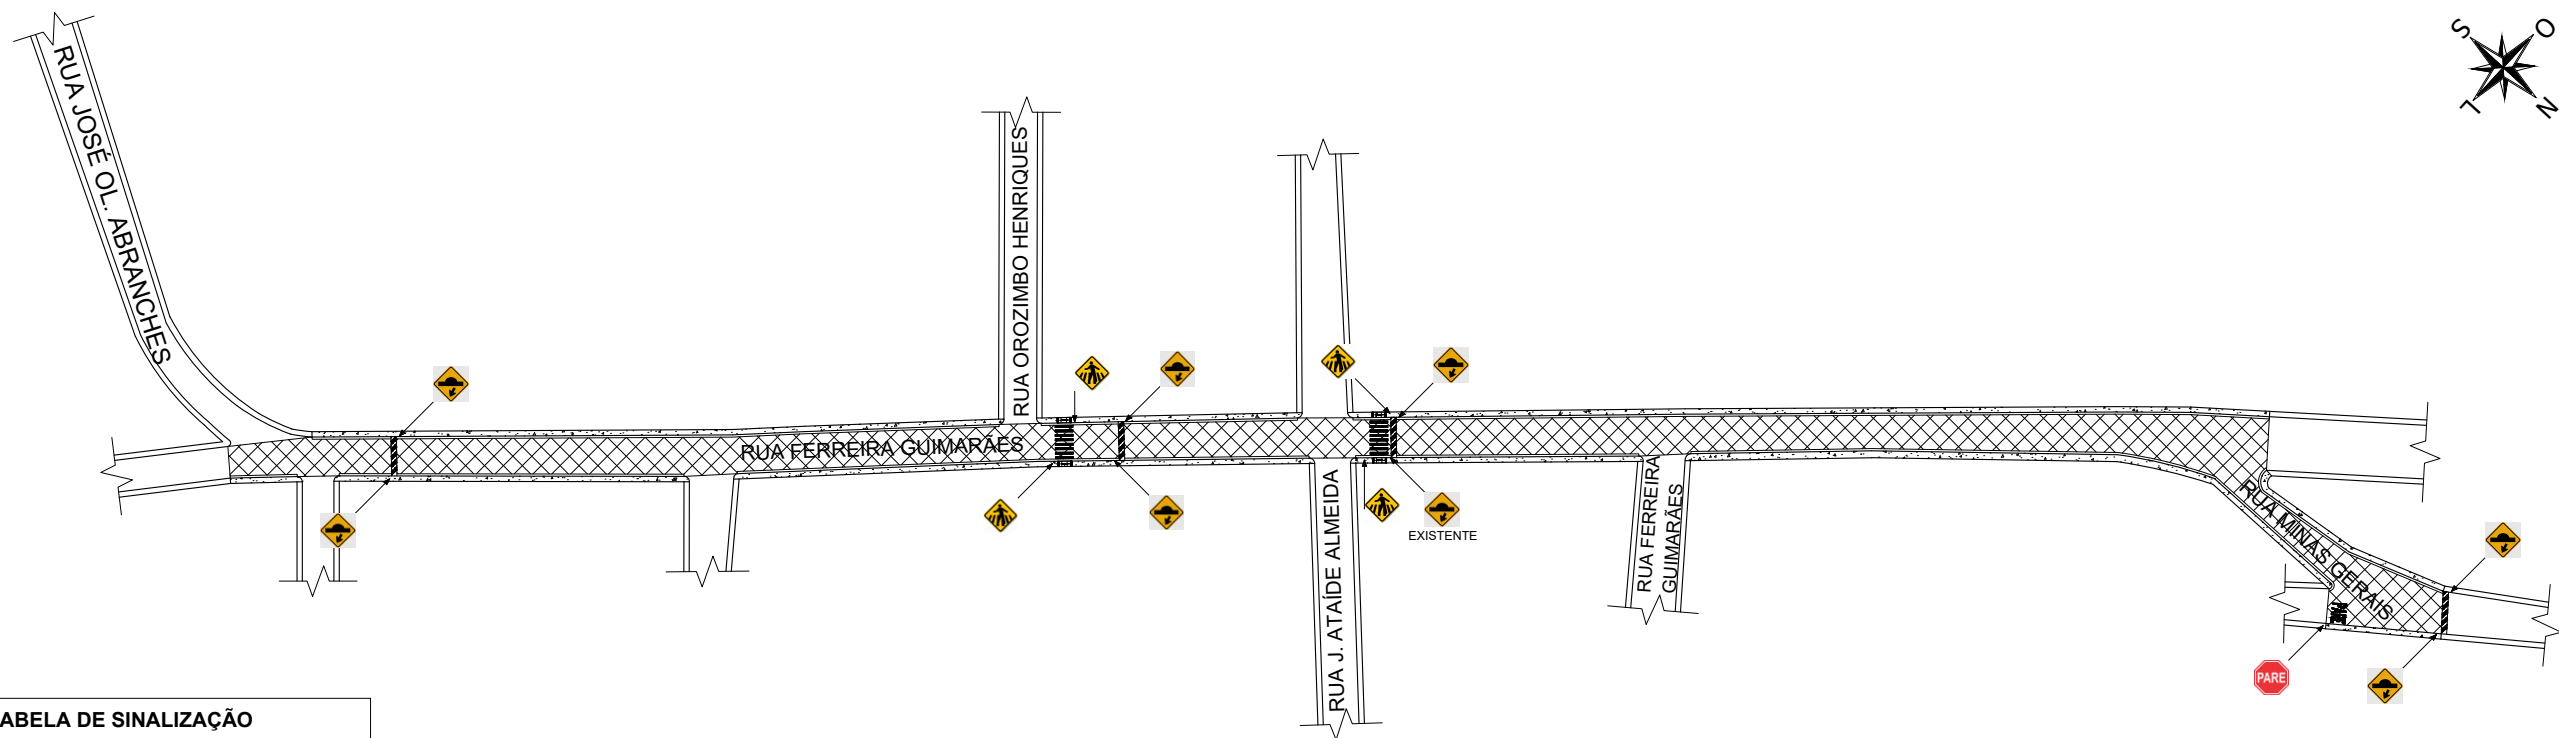 S
O
L
N
RUA JOSÉ OL. ABRANCHES
RUA OROZIMBO HENRIQUES
RUA FERREIRA GUIMARÃES
RUA J. ATAÍDE ALMEIDA
EXISTENTE
RUA FERREIRA
GUIMARÃES
RUA MINAS GERAIS
PARE
PARE
ABELA DE SINALIZAÇÃO